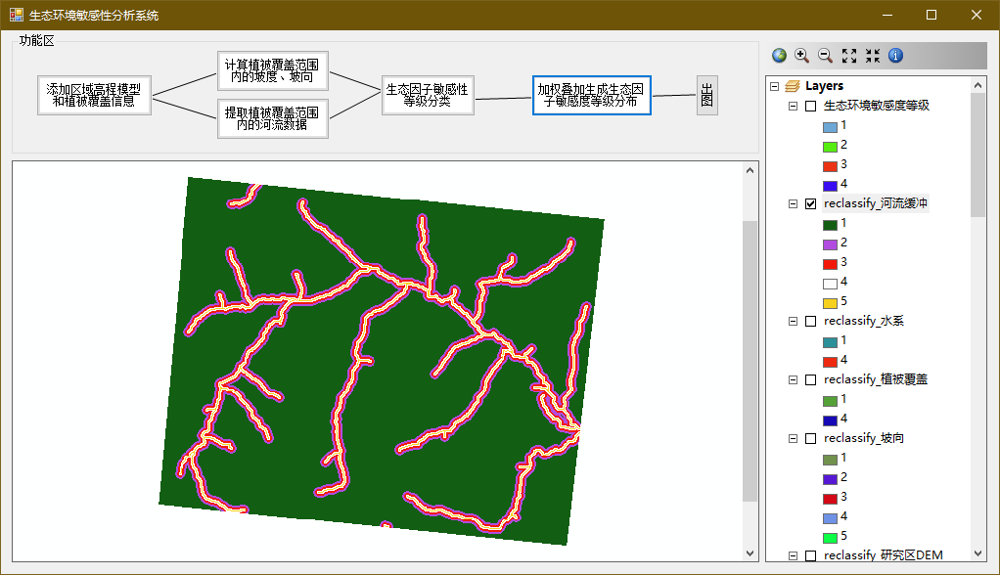 生态环境敏感性分析系统
功能区
添加区域高程模型
和植被覆盖信息
计算植被覆盖范围
内的坡度、坡向
提取植被覆盖范围
内的河流数据
生态因子敏感性
等级分类
加权叠加生成生态因
子敏感度等级分布
出
图
Layers
生态环境敏感度等级
1
2
3
4
reclassify_河流缓冲
1
2
3
4
5
reclassify_水系
1
4
reclassify_植被覆盖
1
4
reclassify_坡向
1
2
3
4
5
reclassify_研究区DEM